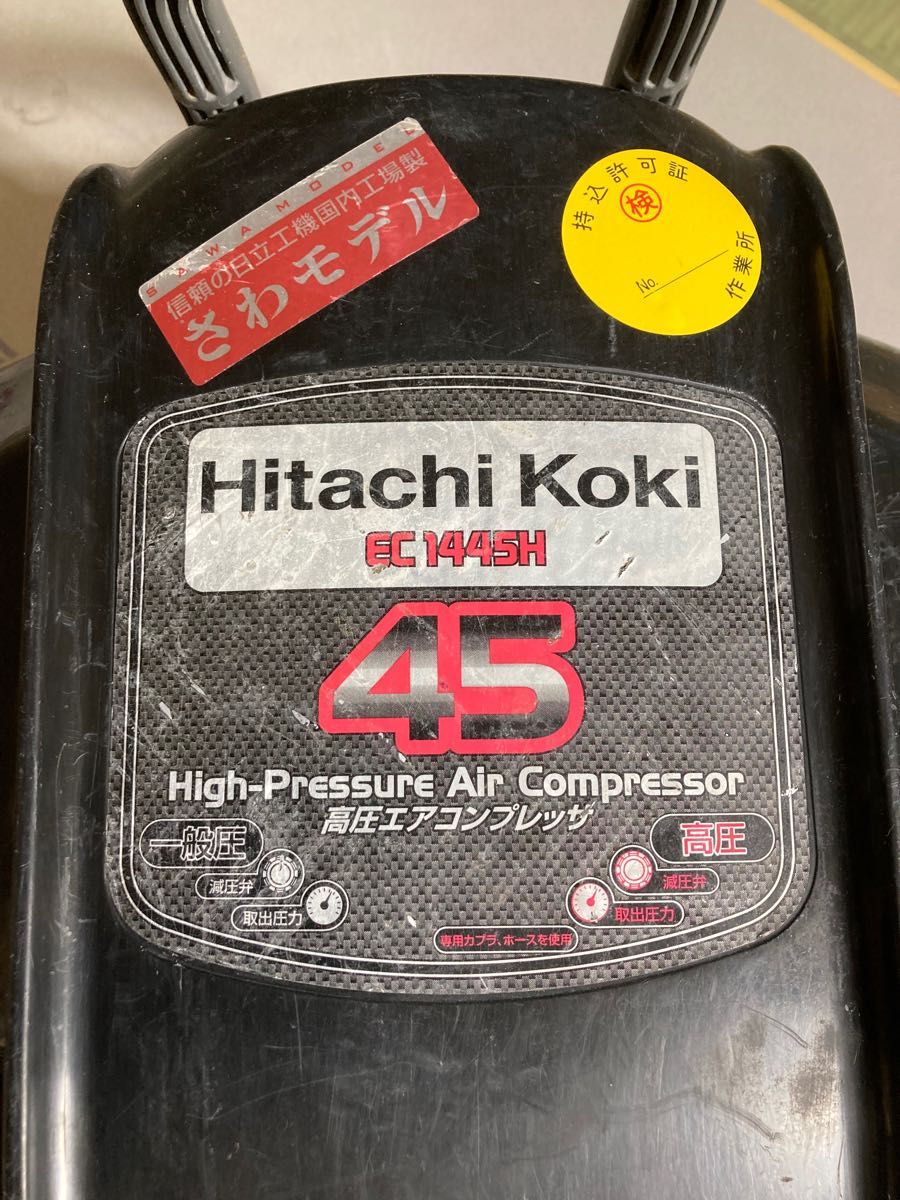 SAWA MODEL
信頼の日立工機国内工場製
さわモデル
持込許可証
検
No.
作業所
Hitachi Koki
EC1445H
45
High-Pressure Air Compressor
高圧エアコンプレッサ
一般圧
高圧
減圧弁
減圧弁
取出圧力
取出圧力
専用カプラ、ホースを使用